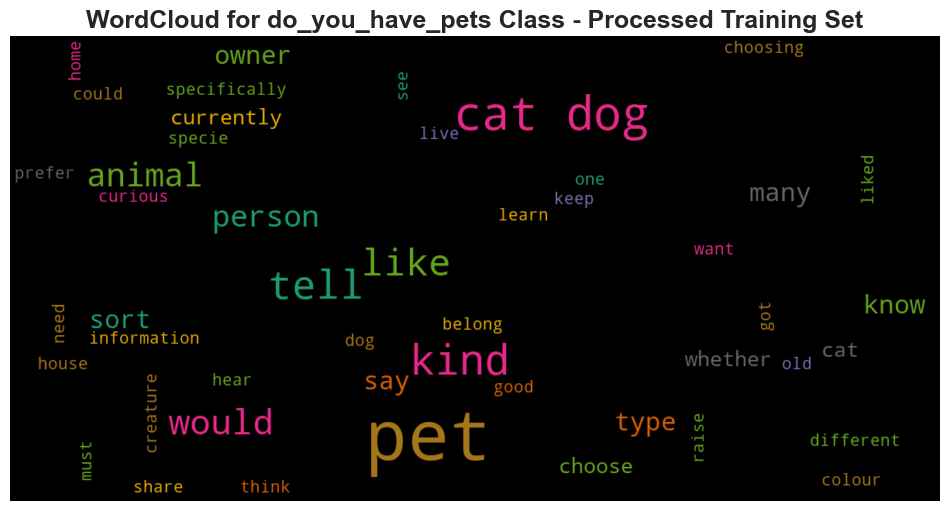 WordCloud for do_you_have_pets Class - Processed Training Set
home
owner
choosing
could
specifically
see
currently
cat dog
specie
live
prefer
animal
curious
one
keep
many
liked
person
learn
want
like
tell
need
sort
information
belong
got
know
house
dog
kind
whether
old
cat
hear
say
good
creature
would
pet
type
raise
different
must
choose
share
think
colour